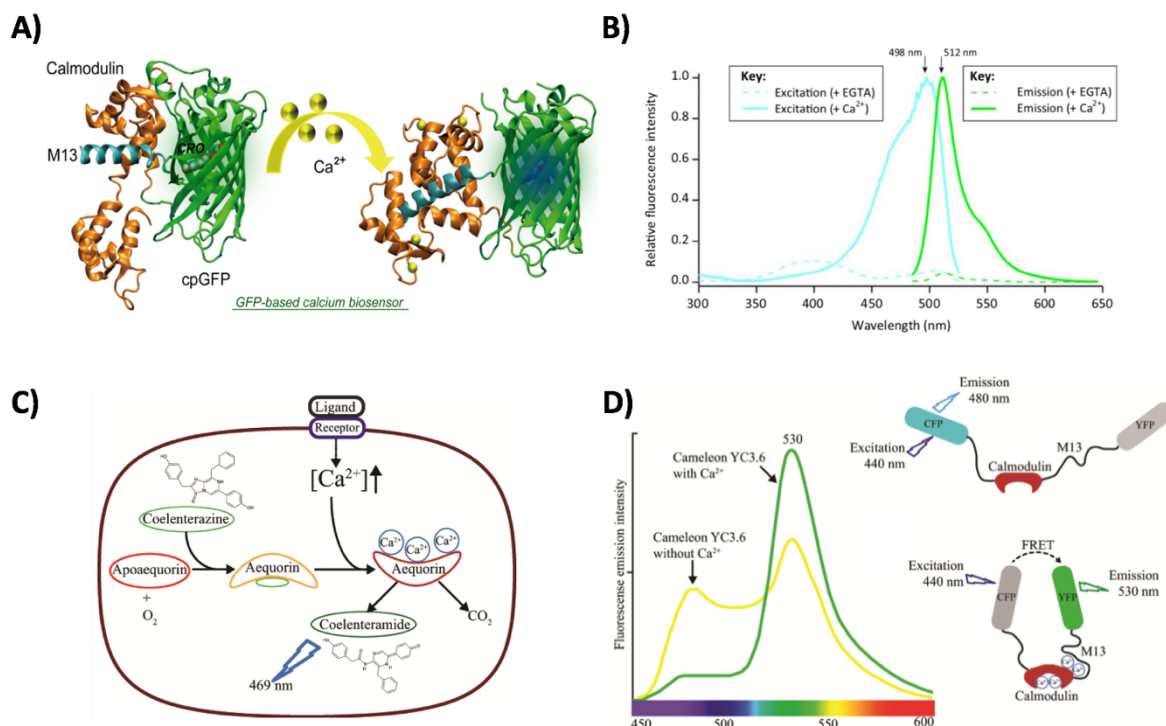 A)
Calmodulin
M13
CRO
Ca²⁺
cpGFP
GFP-based calcium biosensor
B)
498 nm
512 nm
Key:
Excitation (+ EGTA)
Excitation (+ Ca²⁺)
Key:
Emission (+ EGTA)
Emission (+ Ca²⁺)
Relative fluorescence intensity
1.0
0.8
0.6
0.4
0.2
0.0
300 350 400 450 500 550 600 650
Wavelength (nm)
C)
Ligand
Receptor
[Ca²⁺]
Coelenterazine
Apoaequorin
+
O₂
Aequorin
Ca²⁺ Ca²⁺ Ca²⁺
Aequorin
Coelenteramide
CO₂
469 nm
D)
Fluorescense emission intensity
530
Cameleon YC3.6
with Ca²⁺
Cameleon YC3.6
without Ca²⁺
450 500 550 600
Emission
480 nm
CFP
YFP
Excitation
440 nm
M13
Calmodulin
FRET
Excitation
440 nm
CFP
YFP
Emission
530 nm
M13
Calmodulin